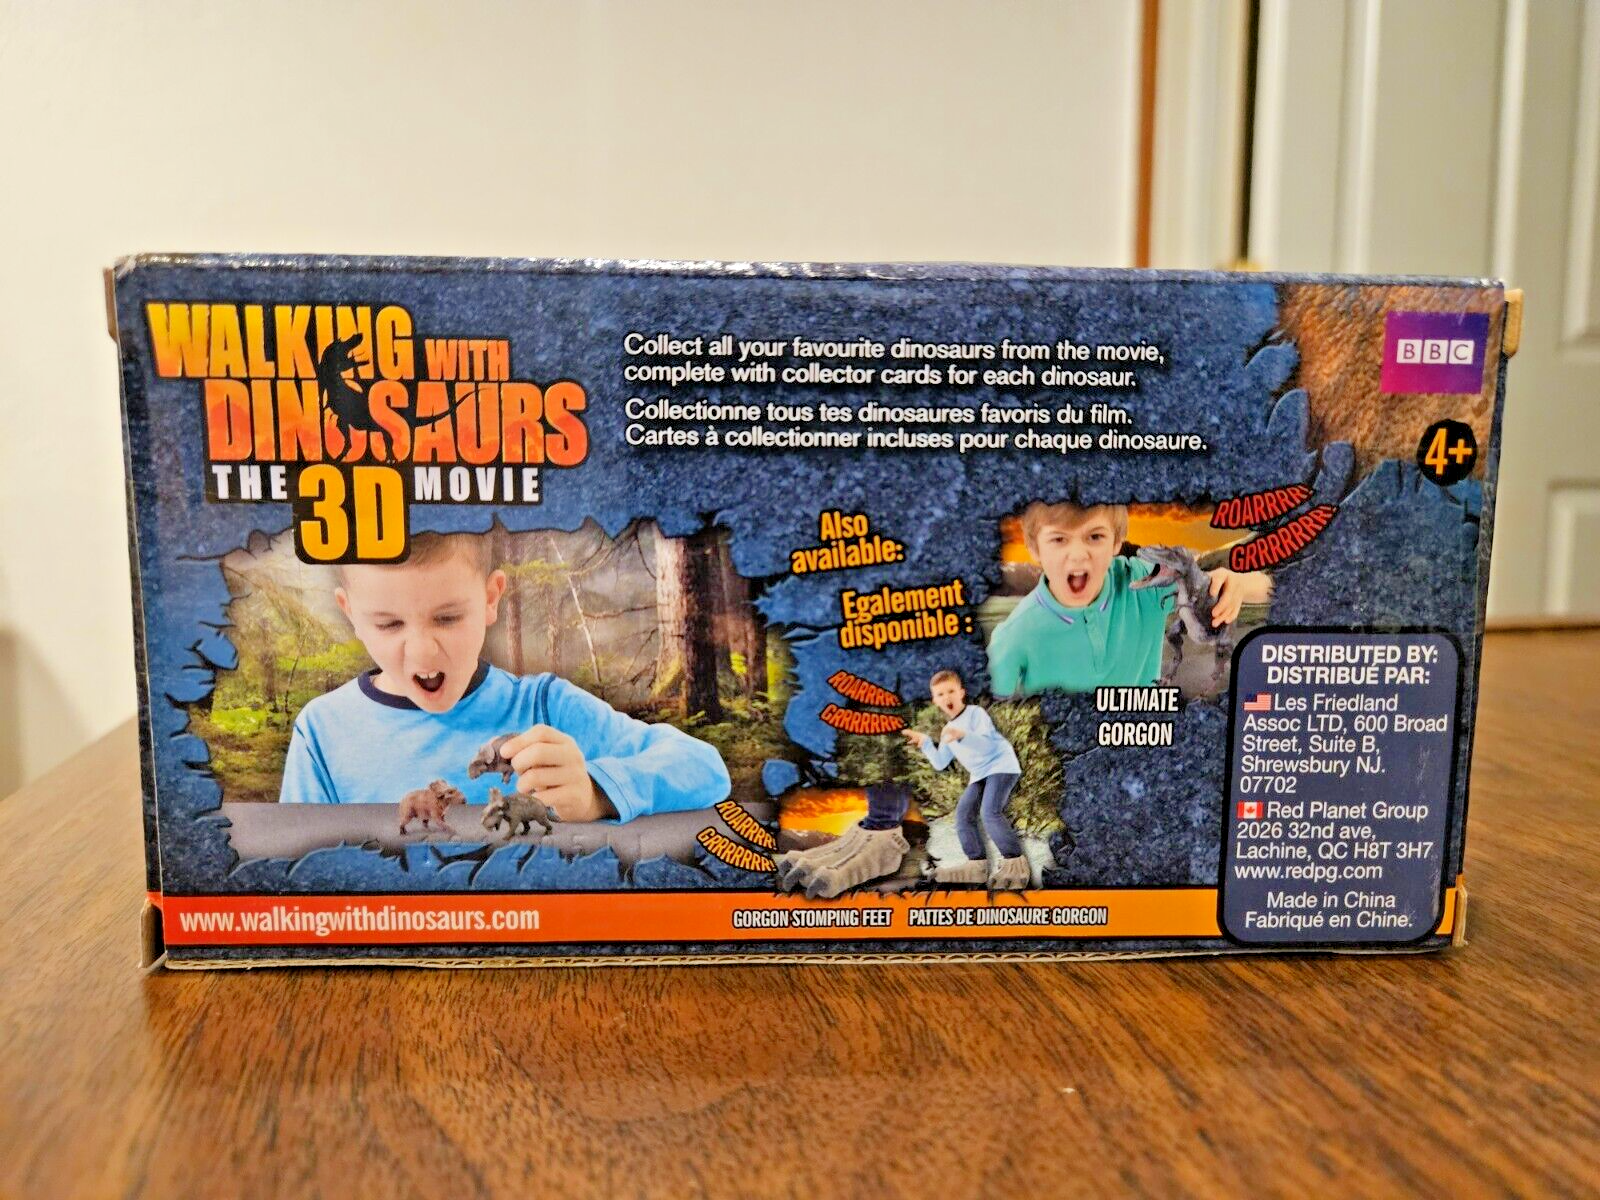 WALKING WITH
DINOSAURS
THE 3D MOVIE
Collect all your favourite dinosaurs from the movie,
complete with collector cards for each dinosaur.
Collectionne tous tes dinosaures favoris du film.
Cartes à collectionner incluses pour chaque dinosaure.
BBC
4+
Also
available:
Egalement
disponible :
ROARRRR!
GRRRRRRR!
ULTIMATE
GORGON
ROARRRR!
GRRRRRRR!
ROARRRR!
GRRRRRRR!
GORGON STOMPING FEET PATTES DE DINOSAURE GORGON
www.walkingwithdinosaurs.com
DISTRIBUTED BY:
DISTRIBUE PAR:
Les Friedland
Assoc LTD, 600 Broad
Street, Suite B,
Shrewsbury NJ.
07702
Red Planet Group
2026 32nd ave,
Lachine, QC H8T 3H7
www.redpg.com
Made in China
Fabriqué en Chine.